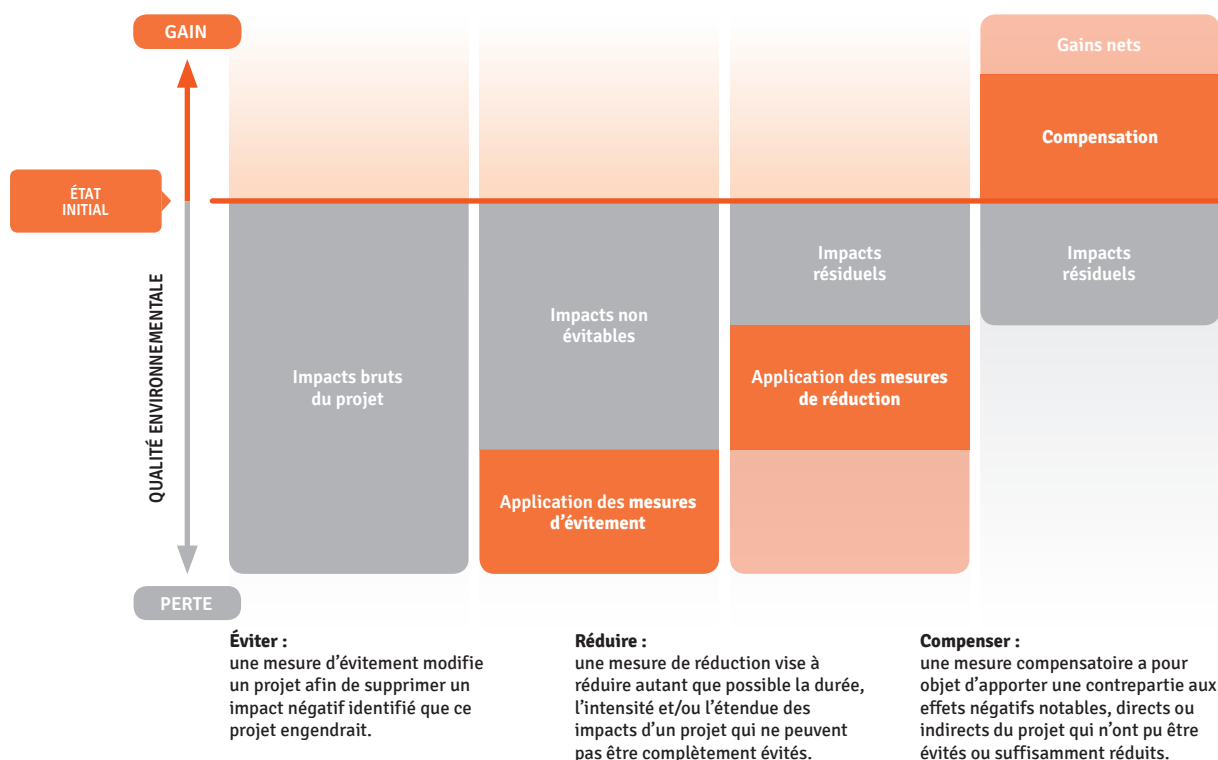 GAIN
ÉTAT
INITIAL
QUALITÉ ENVIRONNEMENTALE
PERTE
Impacts bruts
du projet
Impacts non
évitables
Application des mesures
d’évitement
Impacts
résiduels
Application des mesures
de réduction
Gains nets
Compensation
Impacts
résiduels
Éviter :
une mesure d’évitement modifie
un projet afin de supprimer un
impact négatif identifié que ce
projet engendrait.
Réduire :
une mesure de réduction vise à
réduire autant que possible la durée,
l’intensité et/ou l’étendue des
impacts d’un projet qui ne peuvent
pas être complètement évités.
Compenser :
une mesure compensatoire a pour
objet d’apporter une contrepartie aux
effets négatifs notables, directs ou
indirects du projet qui n’ont pu être
évités ou suffisamment réduits.